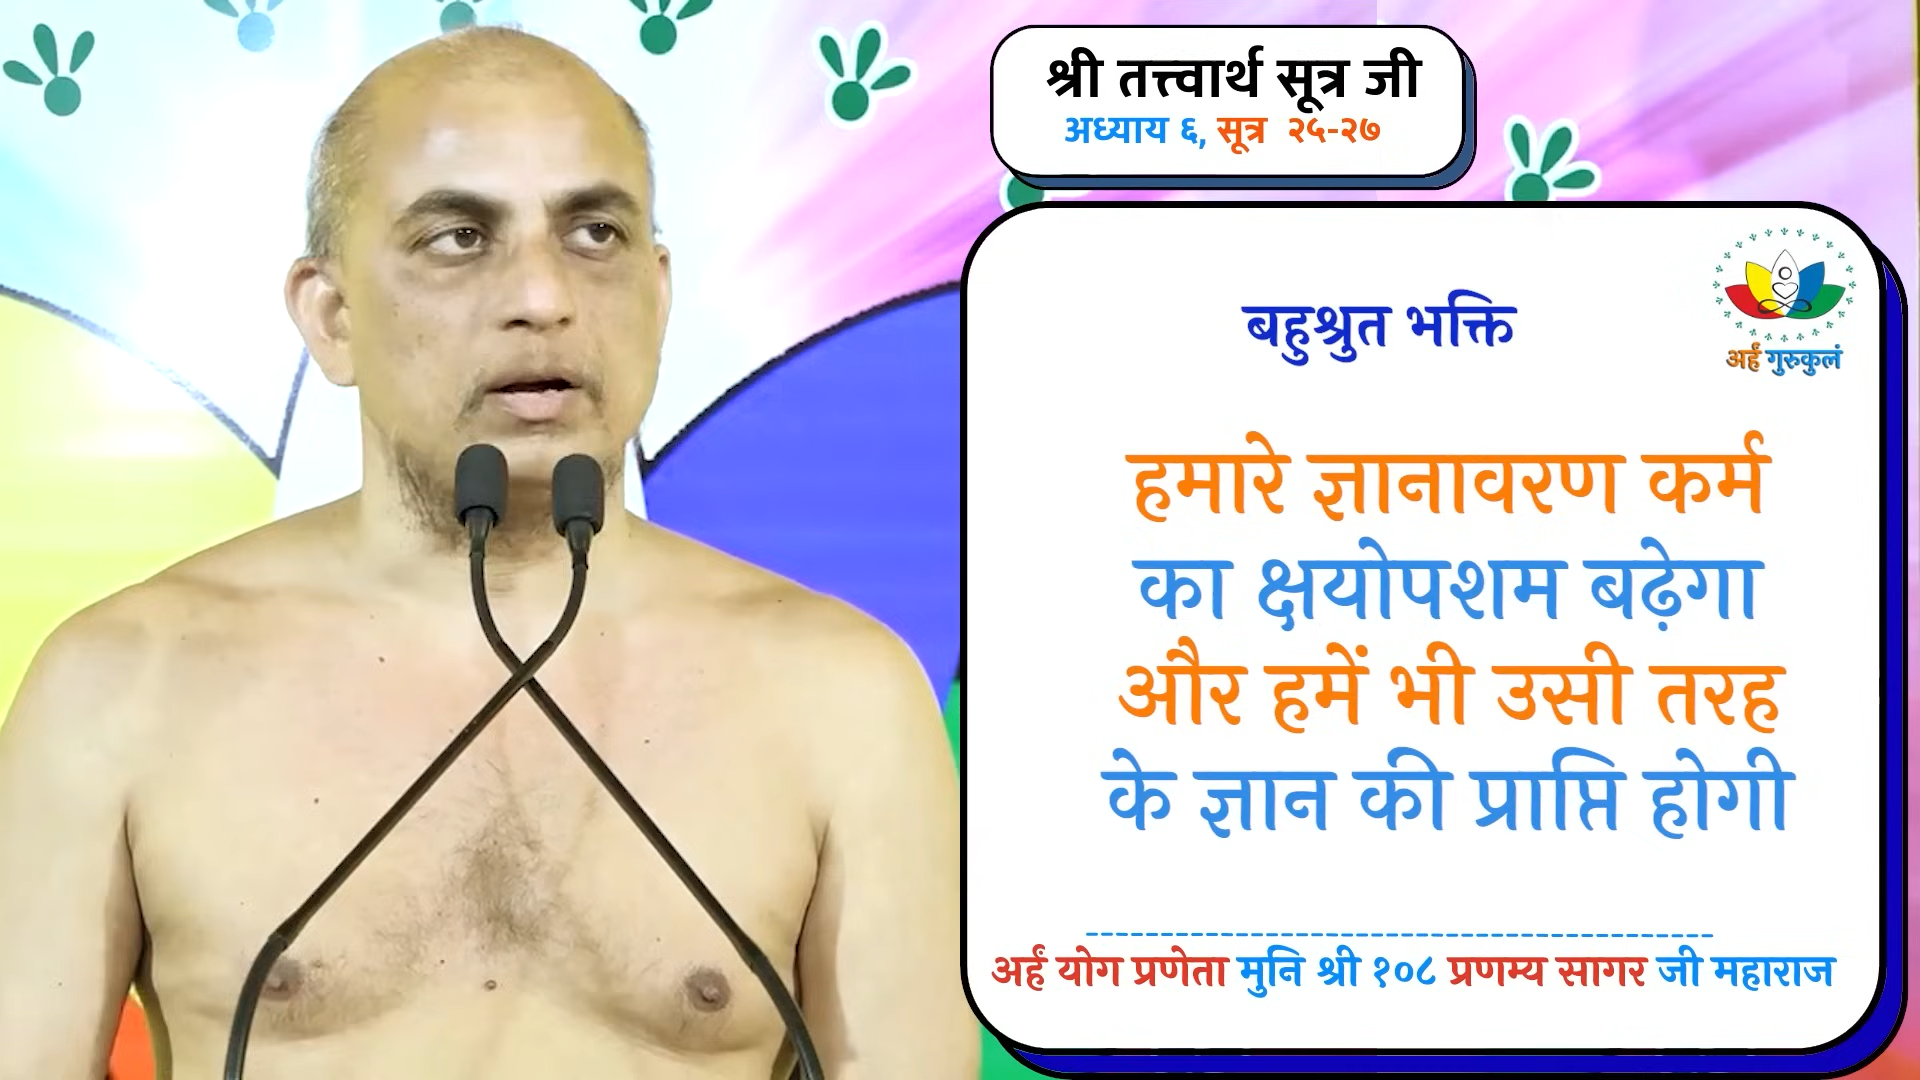 श्री तत्त्वार्थ सूत्र जी
अध्याय ६, सूत्र २५-२७
बहुश्रुत भक्ति
अर्हं गुरुकुलं
हमारे ज्ञानावरण कर्म
का क्षयोपशम बढ़ेगा
और हमें भी उसी तरह
के ज्ञान की प्राप्ति होगी
अर्हं योग प्रणेता मुनि श्री १०८ प्रणम्य सागर जी महाराज